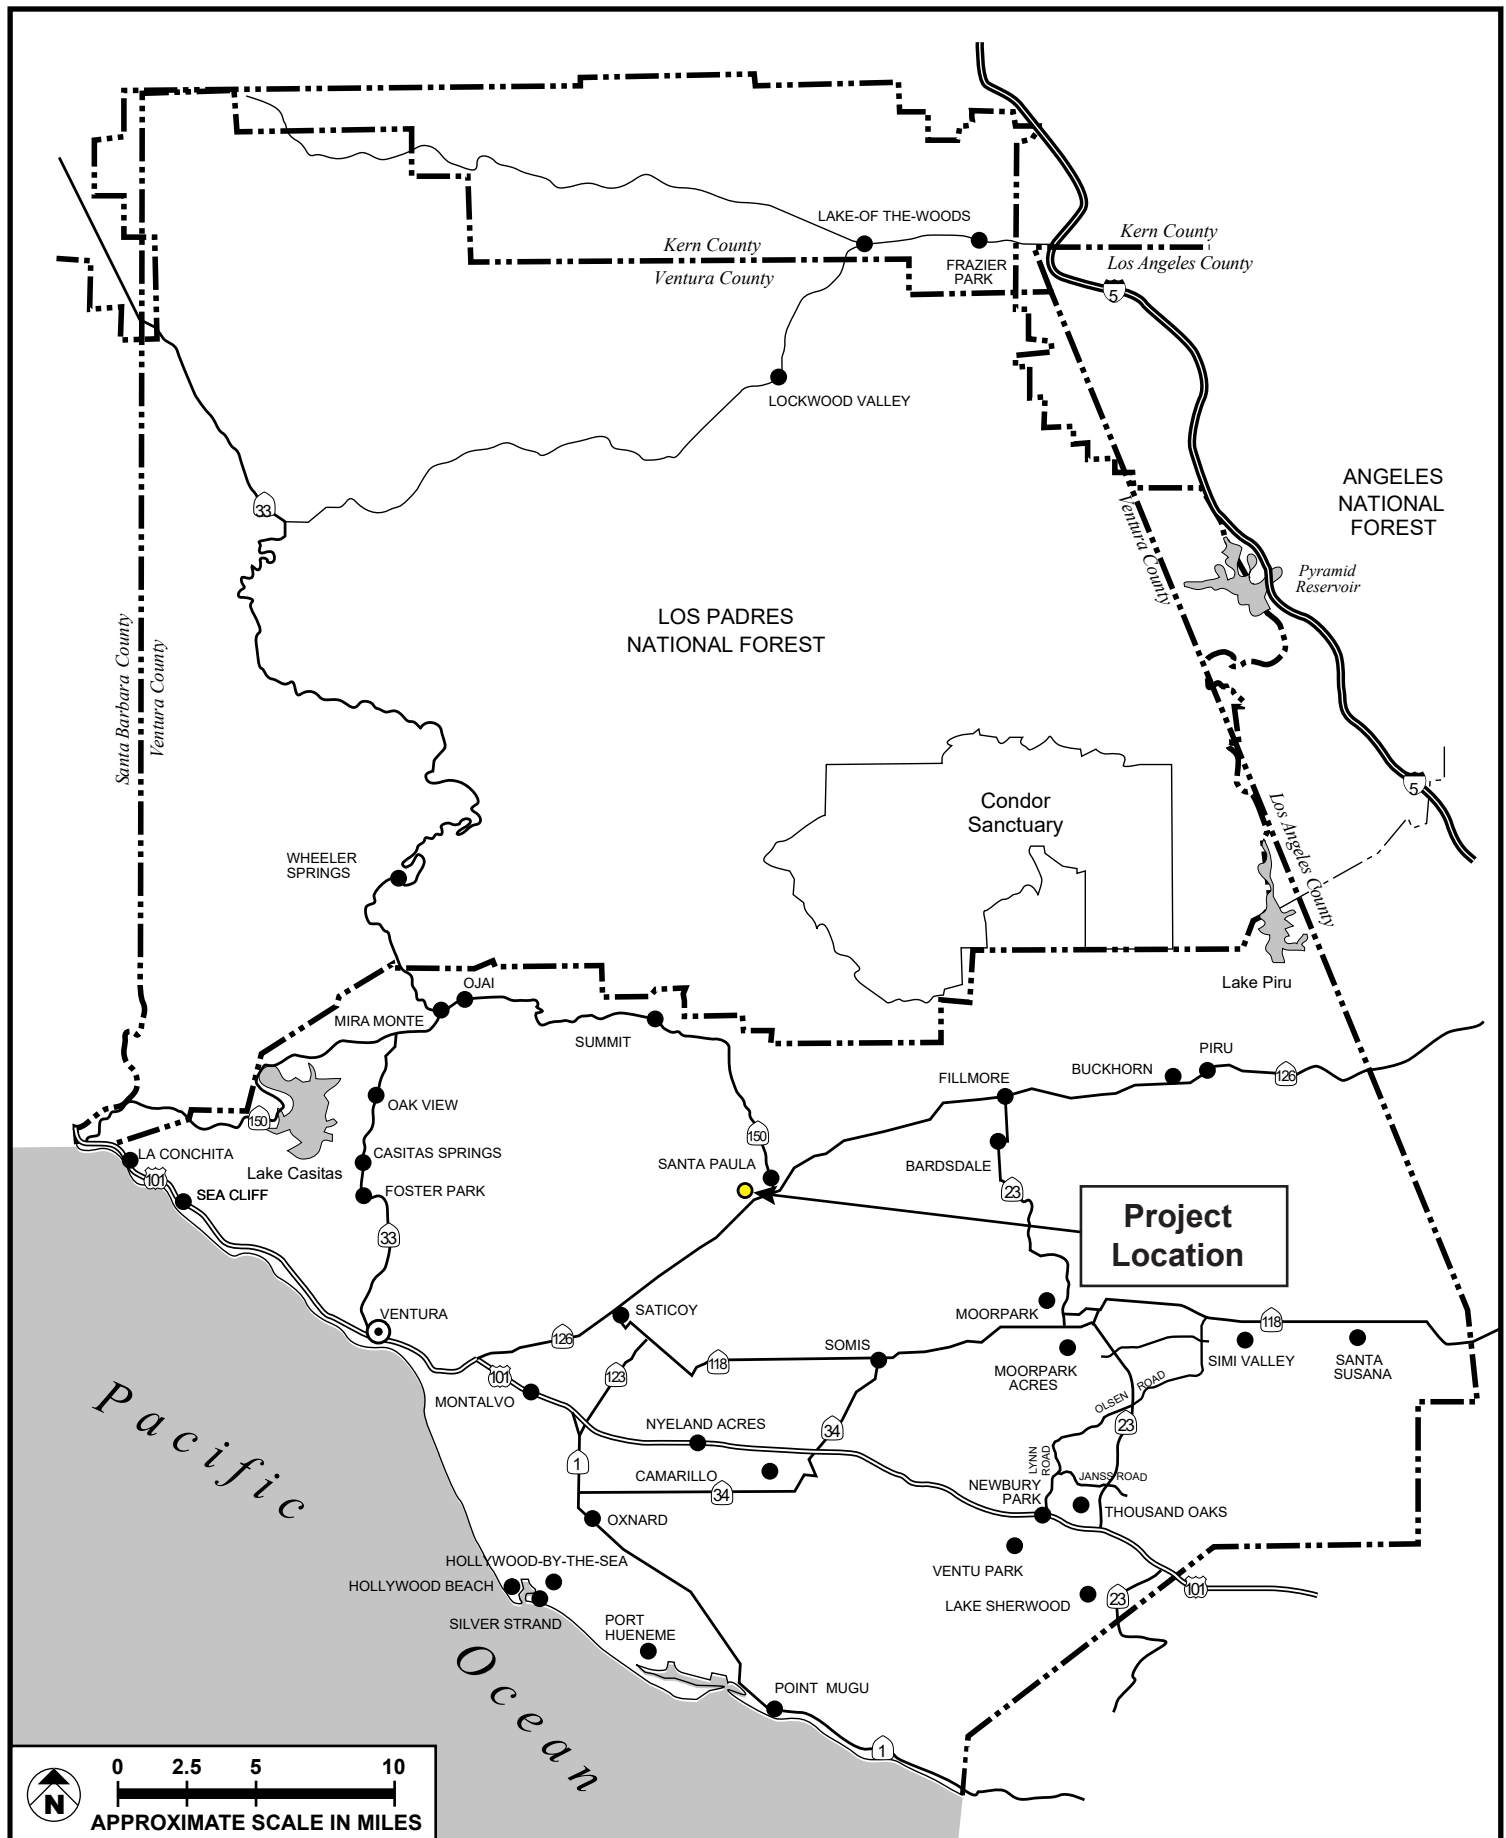 LAKE-OF THE-WOODS
Kern County
Ventura County
FRAZIER
PARK
Kern County
Los Angeles County
5
LOCKWOOD VALLEY
33
ANGELES
NATIONAL
FOREST
Ventura County
Pyramid
Reservoir
LOS PADRES
NATIONAL FOREST
Santa Barbara County
Ventura County
5
Condor
Sanctuary
Los Angeles County
WHEELER
SPRINGS
Lake Piru
OJAI
MIRA MONTE
SUMMIT
PIRU
BUCKHORN
126
FILLMORE
OAK VIEW
150
150
LA CONCHITA
CASITAS SPRINGS
SANTA PAULA
BARDSDALE
Lake Casitas
101
SEA CLIFF
FOSTER PARK
23
Project
Location
33
VENTURA
SATICOY
MOORPARK
118
126
SOMIS
118
123
101
MONTALVO
MOORPARK
ACRES
SIMI VALLEY
SANTA
SUSANA
OLSEN ROAD
NYELAND ACRES
34
23
1
CAMARILLO
34
LYNN
ROAD
JANSS ROAD
NEWBURY
PARK
THOUSAND OAKS
OXNARD
HOLLYWOOD-BY-THE-SEA
HOLLYWOOD BEACH
VENTU PARK
101
LAKE SHERWOOD
23
SILVER STRAND
PORT
HUENEME
POINT MUGU
1
Pacific
Ocean
0 2.5 5 10
N
APPROXIMATE SCALE IN MILES